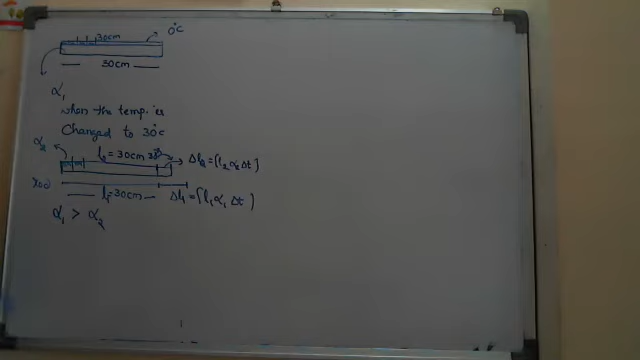 30cm
0°C
30cm
α₁
when the temp. is
Changed to 30°c
α₂
l₂ = 30cm
Δl₂ = (l₂ α₂ Δt)
l₁ = 30cm
Δl₁ = (l₁ α₁ Δt)
α₁ > α₂